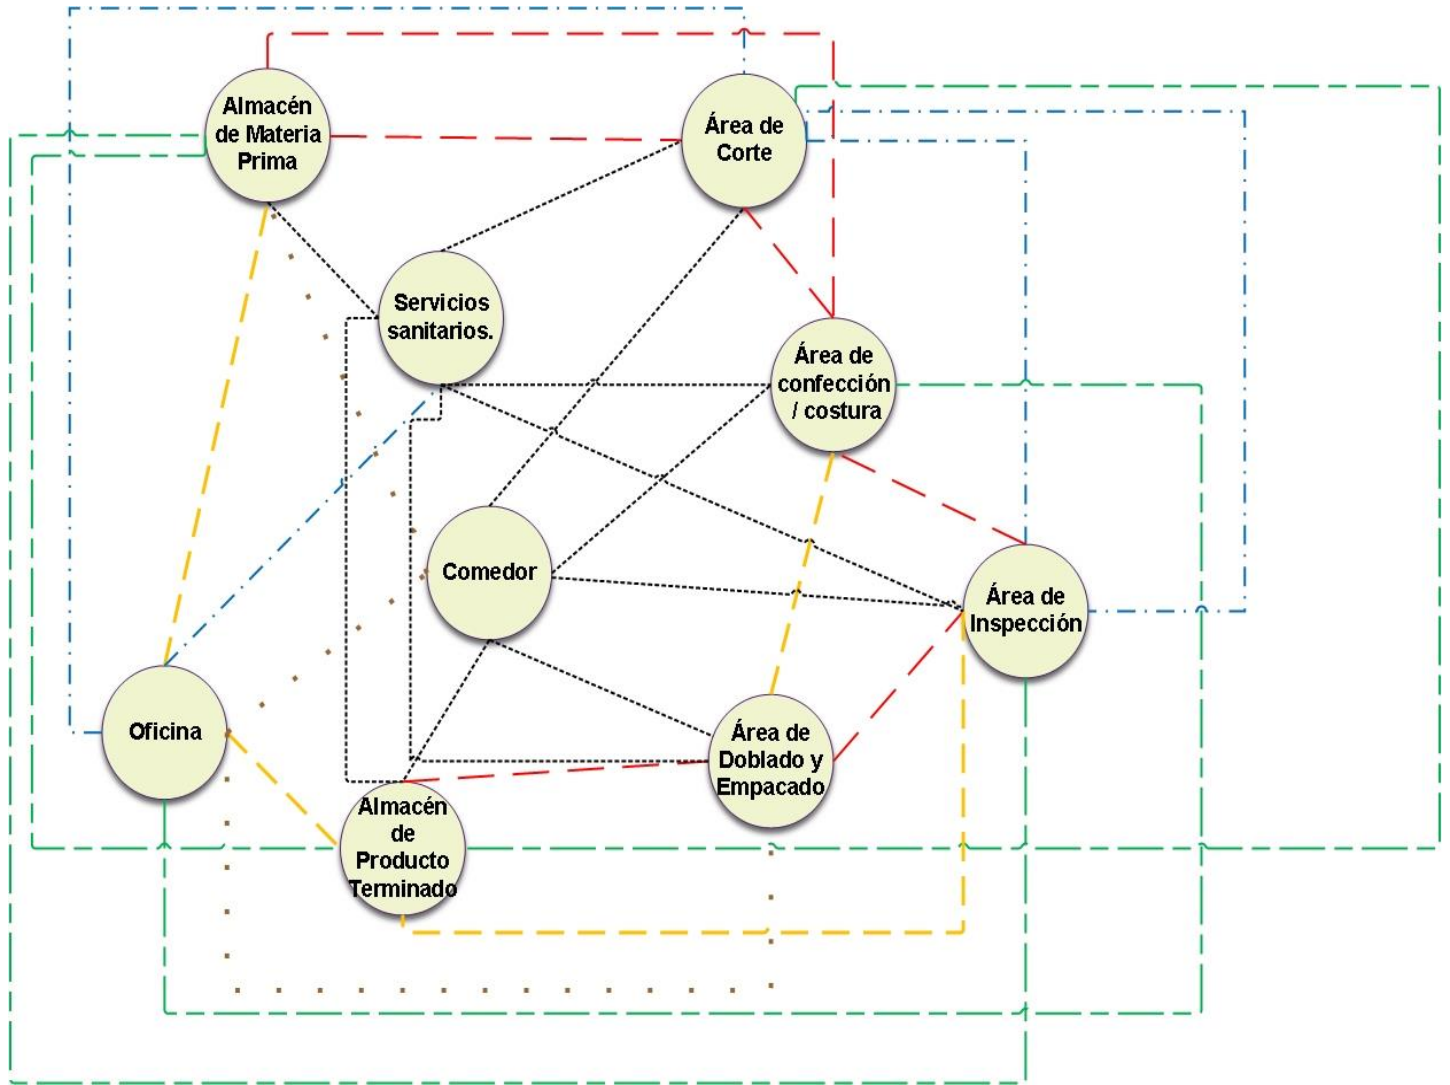 Almacén
de Materia
Prima
Área de
Corte
Servicios
sanitarios.
Área de
confección
/ costura
Comedor
Área de
Inspección
Oficina
Área de
Doblado y
Empacado
Almacén
de
Producto
Terminado